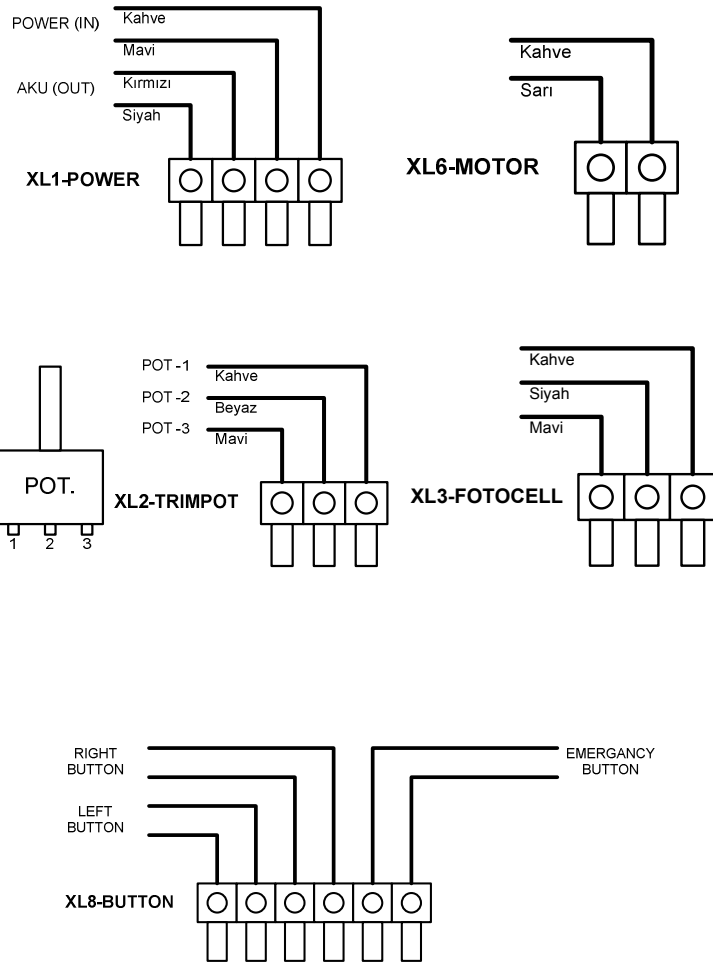 POWER (IN)
Kahve
Mavi
AKU (OUT)
Kırmızı
Siyah
XL1-POWER
Kahve
Sarı
XL6-MOTOR
POT.
1 2 3
POT -1
Kahve
POT -2
Beyaz
POT -3
Mavi
XL2-TRIMPOT
Kahve
Siyah
Mavi
XL3-FOTOCELL
RIGHT
BUTTON
LEFT
BUTTON
EMERGANCY
BUTTON
XL8-BUTTON